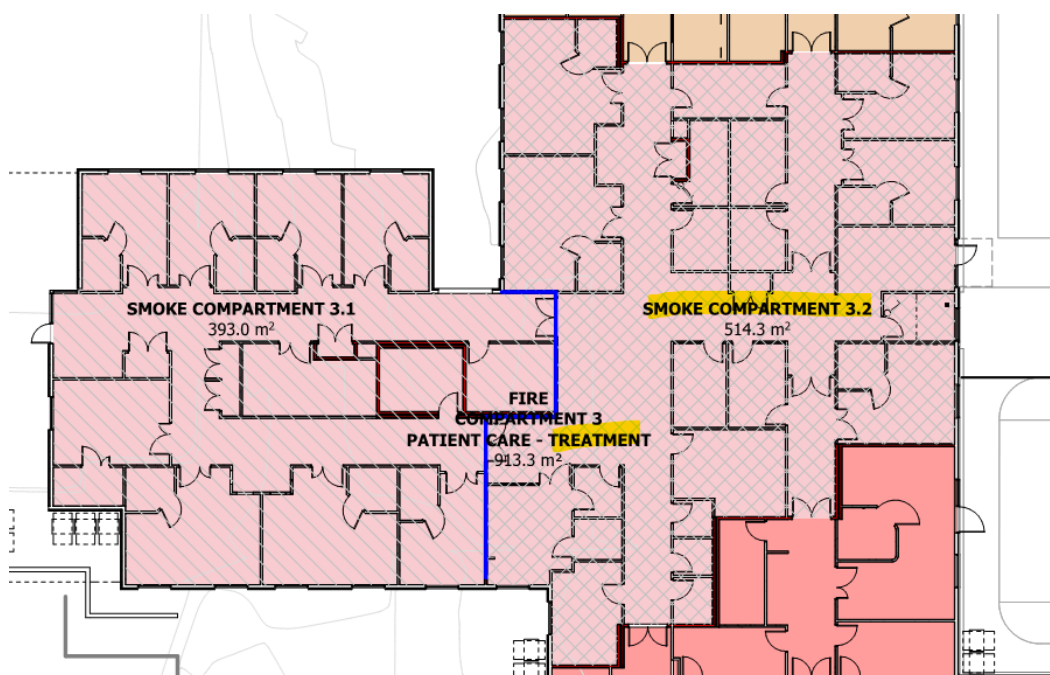 SMOKE COMPARTMENT 3.1
393.0 m²
SMOKE COMPARTMENT 3.2
514.3 m²
FIRE
COMPARTMENT 3
PATIENT CARE - TREATMENT
913.3 m²